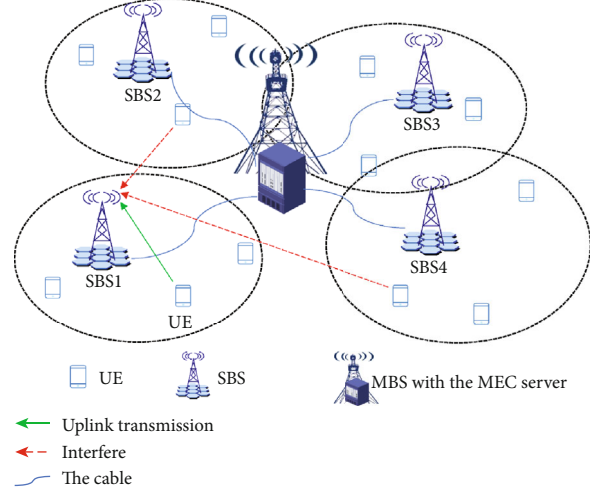 SBS2
SBS3
SBS1
SBS4
UE
UE
SBS
MBS with the MEC server
Uplink transmission
Interfere
The cable